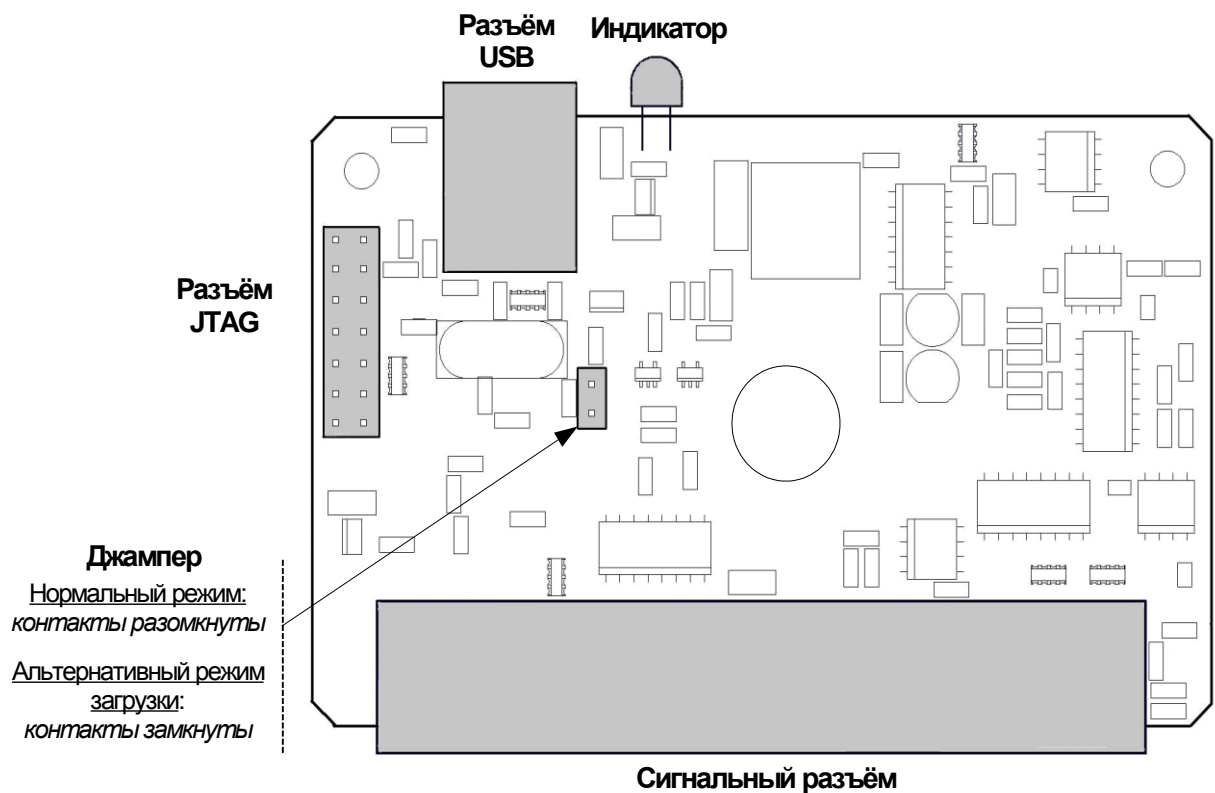 Разъём
USB
Индикатор
Разъём
JTAG
Джампер
Нормальный режим:
контакты разомкнуты
Альтернативный режим
загрузки:
контакты замкнуты
Сигнальный разъём